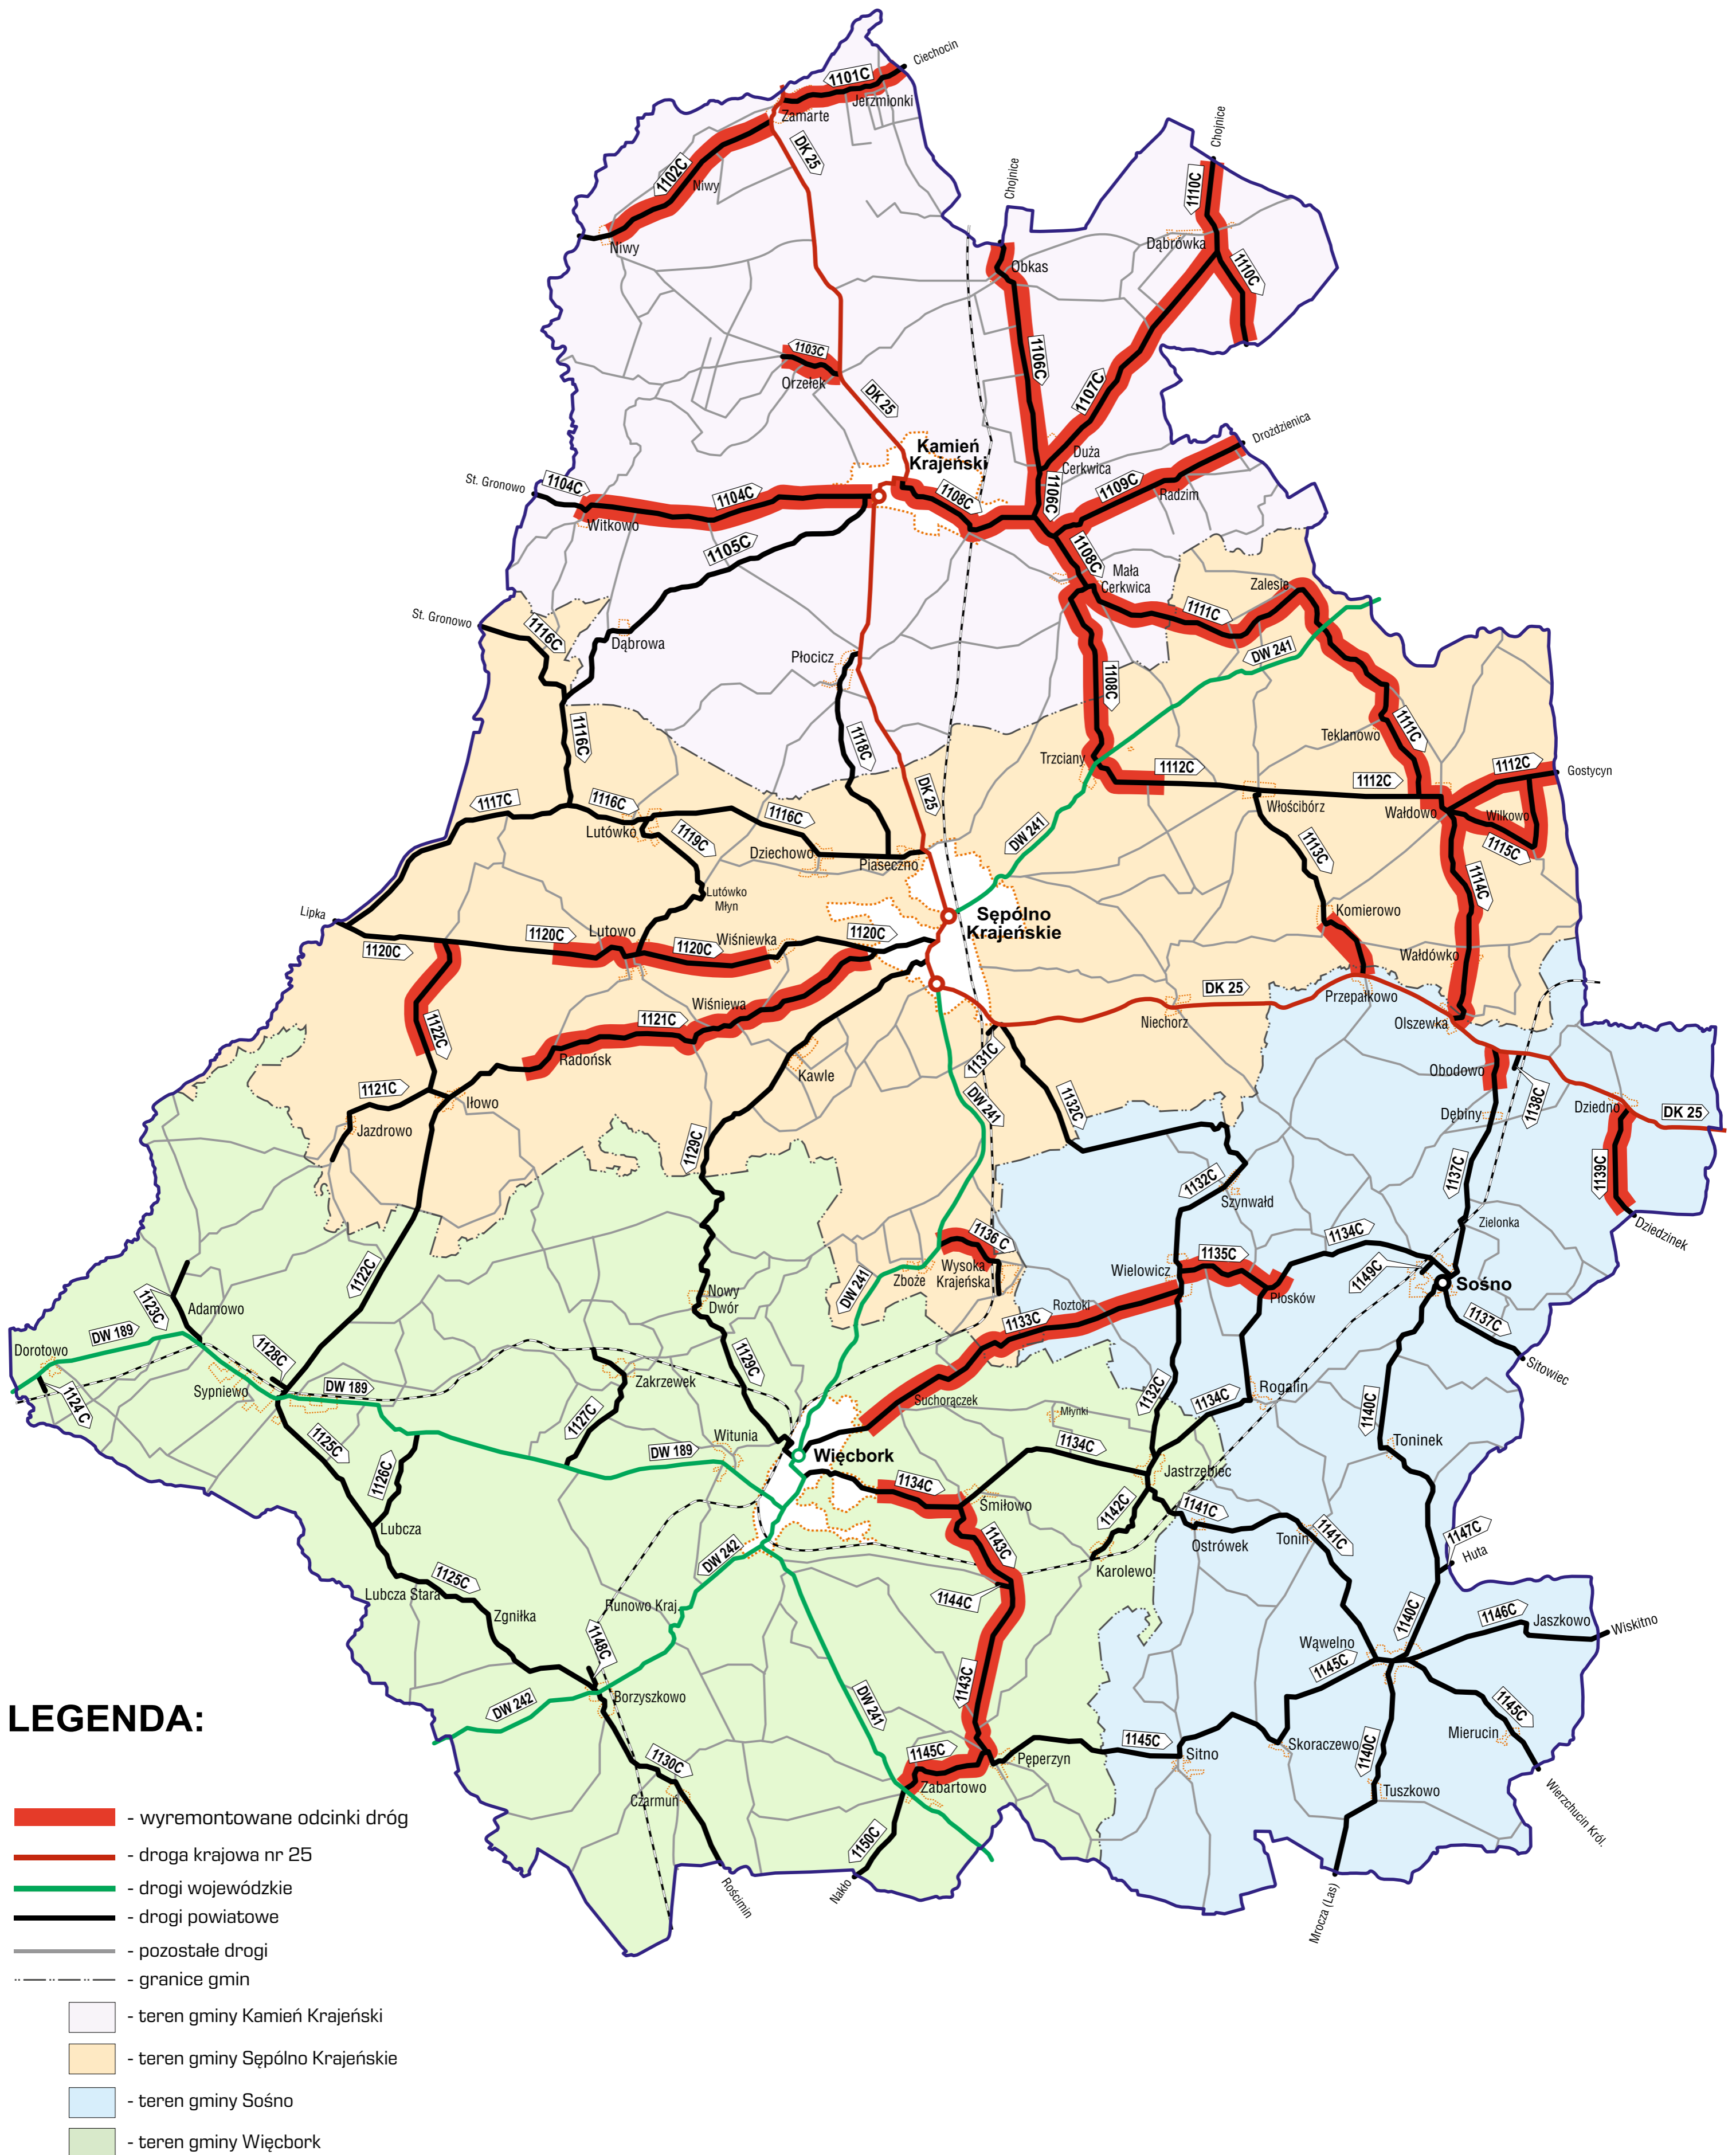 Ciechocin
1101C
Jerzmionki
Zamarte
DK 25
1102C
Niwy
Niwy
Chojnice
Chojnice
1110C
Dąbrówka
1110C
Obkas
1106C
1107C
1103C
Orzełek
DK 25
Kamień
Krajeński
Duża
Cerkwica
1106C
Drożdzienica
1109C
Radzim
St. Gronowo
1104C
1104C
1108C
Witkowo
1105C
1108C
Mała
Cerkwica
Zalesie
1111C
St. Gronowo
1116C
Dąbrowa
Płocicz
DW 241
1108C
1116C
1118C
Teklanowo
1111C
Trzciany
1112C
1112C
1112C
Gostycyn
DK 25
1117C
1116C
1116C
Włościbórz
Wałdowo
Wilkowo
Lutówko
1119C
Dziechowo
Piaseczno
DW 241
1113C
1115C
Lutówko
Młyn
1114C
Lipka
Sępólno
Krajeńskie
Komierowo
Lutowo
1120C
1120C
1120C
Wiśniewka
1120C
Wałdówko
Wiśniewa
1121C
DK 25
Przepałkowo
Niechorz
Olszewka
1122C
Radońsk
Kawle
1131C
Obodowo
1121C
Iłowo
DW 241
1132C
Dębiny
1138C
Dziedno
DK 25
Jazdrowo
1129C
1132C
1137C
1139C
Szynwałd
Zielonka
Dziedzinek
1136 C
1134C
1122C
Zboże
Wysoka
Krajeńska
Wielowicz
1135C
1149C
Sośno
1123C
Adamowo
Nowy
Dwór
DW 241
Roztoki
Płosków
1133C
1137C
DW 189
Dorotowo
1128C
1129C
Sitowiec
Sypniewo
DW 189
Zakrzewek
Suchorączek
1132C
1134C
Rogalin
1124 C
1127C
Młynki
1140C
1125C
Witunia
DW 189
Więcbork
1134C
Toninek
1126C
1134C
Jastrzębiec
Śmiłowo
1142C
1141C
Lubcza
1143C
Ostrówek
Tonin
1141C
1147C
Huta
DW 242
Karolewo
1125C
Lubcza Stara
1144C
Zgniłka
Runowo Kraj.
1140C
1146C
Jaszkowo
Wiskitno
1148C
Wąwelno
1145C
1143C
Borzyszkowo
DW 242
DW 241
1145C
Mierucin
LEGENDA:
1130C
1145C
Pęperzyn
1145C
Sitno
Skoraczewo
1140C
Czarmuń
Zabartowo
Tuszkowo
Wierzchucin Król.
- wyremontowane odcinki dróg
1150C
- droga krajowa nr 25
Rościmin
Nakło
Mrocza (Las)
- drogi wojewódzkie
- drogi powiatowe
- pozostałe drogi
- granice gmin
- teren gminy Kamień Krajeński
- teren gminy Sępólno Krajeńskie
- teren gminy Sośno
- teren gminy Więcbork